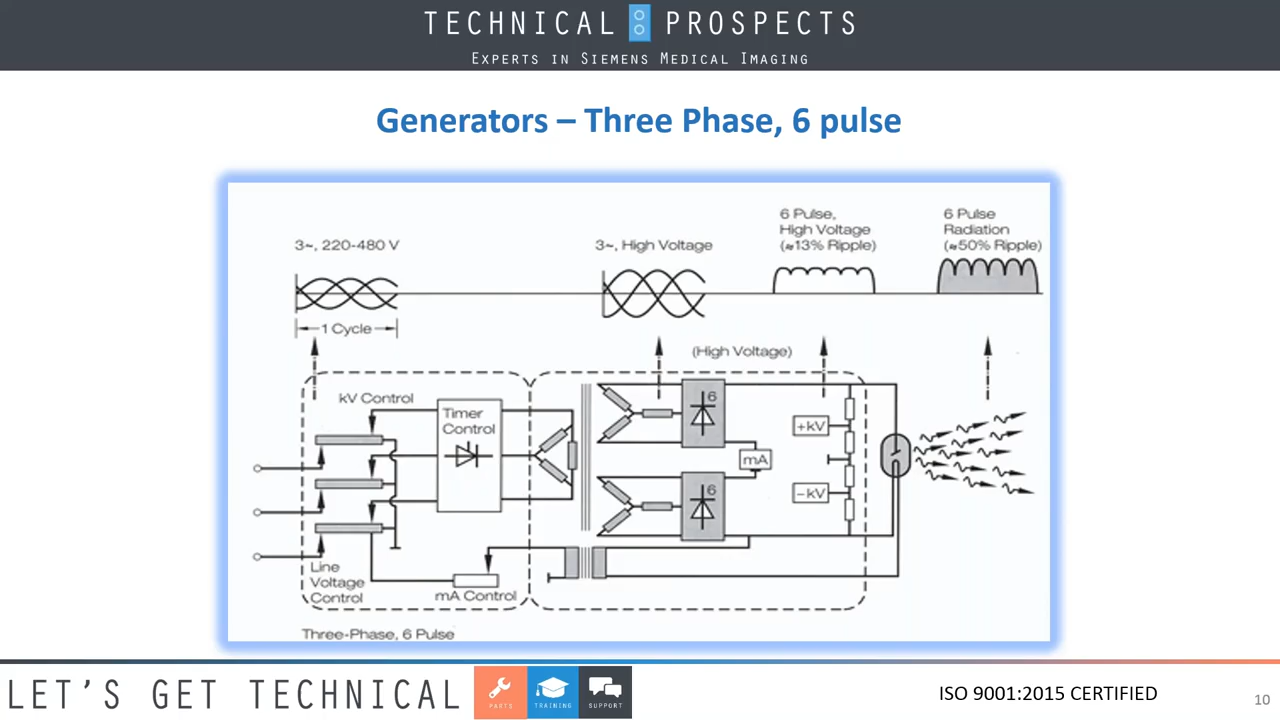 TECHNICAL PROSPECTS
EXPERTS IN SIEMENS MEDICAL IMAGING
Generators – Three Phase, 6 pulse
3~, 220-480 V
3~, High Voltage
6 Pulse,
High Voltage
(≈13% Ripple)
6 Pulse
Radiation
(≈50% Ripple)
1 Cycle
(High Voltage)
kV Control
Timer
Control
6
+kV
mA
6
−kV
Line
Voltage
Control
mA Control
Three-Phase, 6 Pulse
LET'S GET TECHNICAL
PARTS
TRAINING
SUPPORT
ISO 9001:2015 CERTIFIED
10